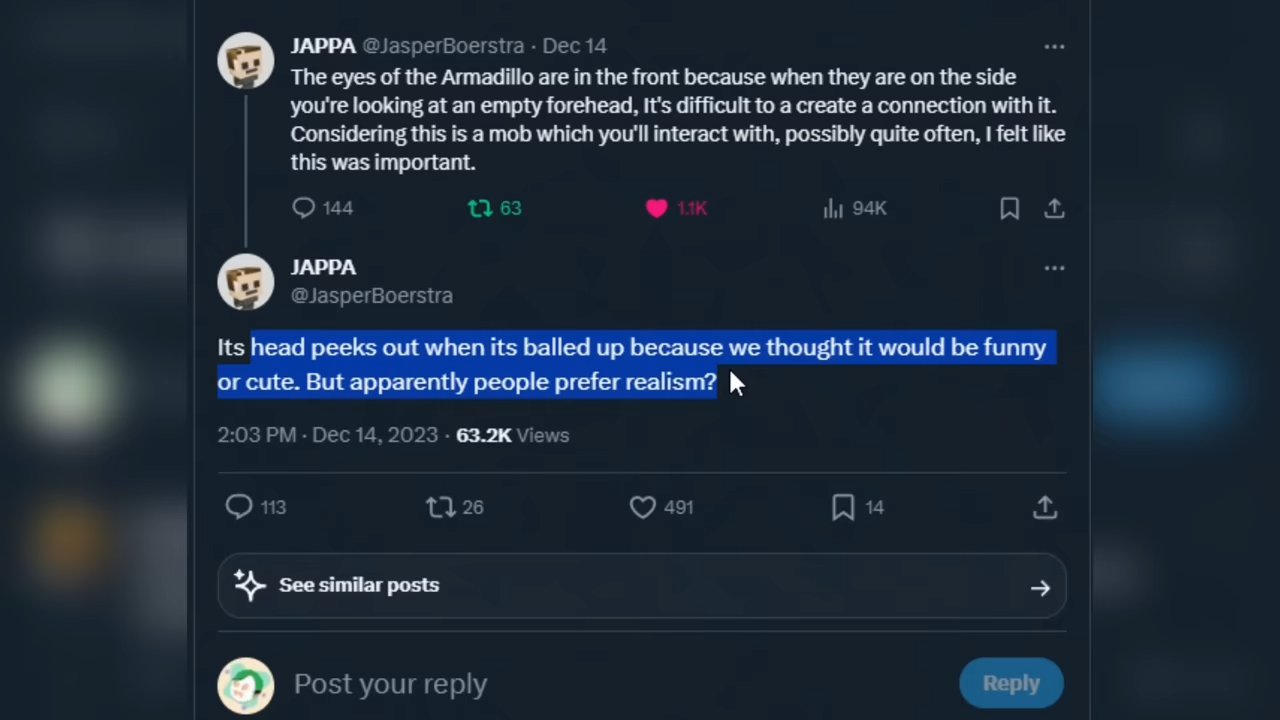 JAPPA @JasperBoerstra · Dec 14
The eyes of the Armadillo are in the front because when they are on the side
you're looking at an empty forehead, It's difficult to a create a connection with it.
Considering this is a mob which you'll interact with, possibly quite often, I felt like
this was important.
144 63 1.1K 94K
JAPPA
@JasperBoerstra
Its head peeks out when its balled up because we thought it would be funny
or cute. But apparently people prefer realism?
2:03 PM · Dec 14, 2023 · 63.2K Views
113 26 491 14
See similar posts
Post your reply Reply